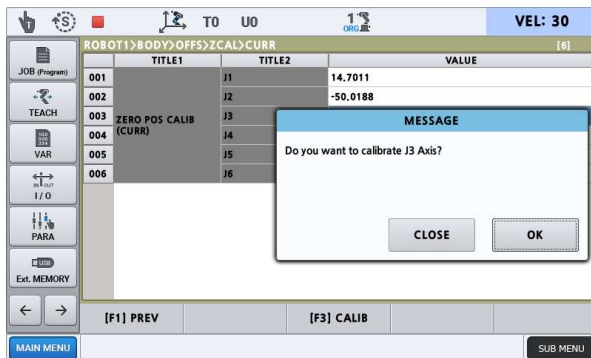 T0 U0 1 ORG VEL: 30
ROBOT1>BODY>OFFS>ZCAL>CURR [6]
JOB (Program)
TEACH
VAR
IN OUT
I/O
PARA
USB
Ext. MEMORY
TITLE1 TITLE2 VALUE
001 J1 14.7011
002 J2 -50.0188
003 ZERO POS CALIB J3
004 (CURR) J4
005 J5
006 J6
MESSAGE
Do you want to calibrate J3 Axis?
CLOSE OK
[F1] PREV [F3] CALIB
MAIN MENU SUB MENU